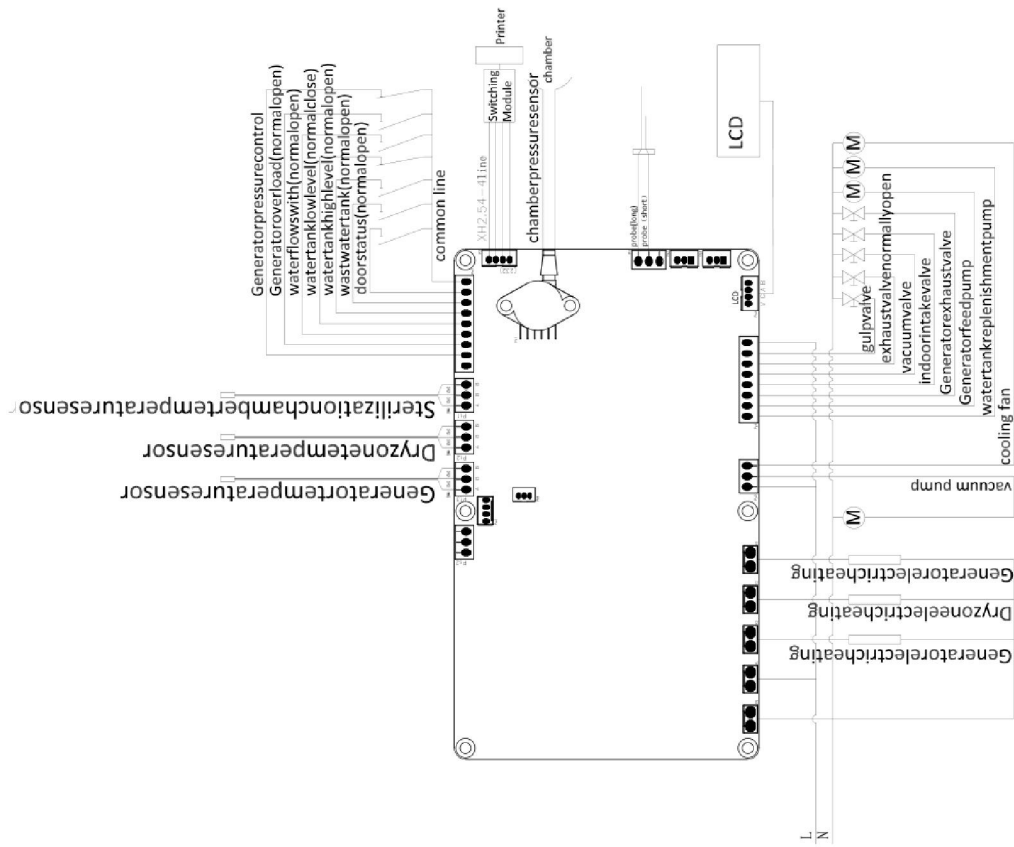 Printer
Switching
Module
chamberpressuresensor
chamber
XH2.54-4line
Generatorpressurecontrol
Generatoroverload(normalopen)
waterflowswith(normalopen)
watertanklowlevel(normalclose)
watertankhighlevel(normalopen)
wastwatertank(normalopen)
doorstatus(normalopen)
common line
probe(long)
probe (short)
LCD
LCD
V G A B
Sterilizationchambertemperaturesenso
Dryzonetemperaturesensor
Generatortemperaturesensor
M
M
M
gulpvalve
exhaustvalvenormallyopen
vacuumvalve
indoorintakevalve
Generatorexhaustvalve
Generatorfeedpump
watertankreplenishmentpump
cooling fan
vacuum pump
M
Generatorelectricheating
Dryzoneelectricheating
Generatorelectricheating
L
N